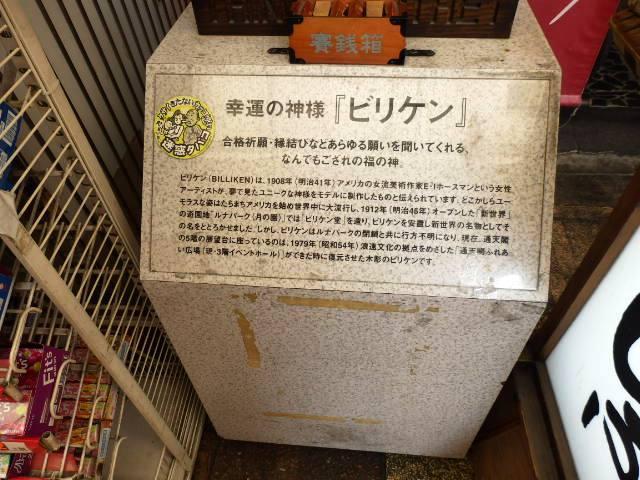 賽銭箱
幸運の神様『ビリケン』
合格祈願・縁結びなどあらゆる願いを聞いてくれる、
なんでもござれの福の神。
迷惑タバコ
ビリケン(BILLIKEN)は、1908年(明治41年)アメリカの女流美術作家E・Iホースマンという女性
アーティストが、夢で見たユニークな神様をモデルに制作したものと伝えられています。どこかしらユー
モラスな姿はたちまちアメリカを始め世界中に大流行し、1912年(明治45年)オープンした「新世界」
の遊園地「ルナパーク(月の園)」では「ビリケン堂」を造り、ビリケンを安置し新世界の名物としてそ
の名をとどろかせました。しかし、ビリケンはルナパークの閉鎖と共に行方不明になり、現在、通天閣
の5階の展望台に座っているのは、1979年(昭和54年)浪速文化の拠点をめざした「通天閣ふれあ
い広場(現・3階イベントホール)」ができた時に復元させた木彫のビリケンです。
Fit's
Fit's